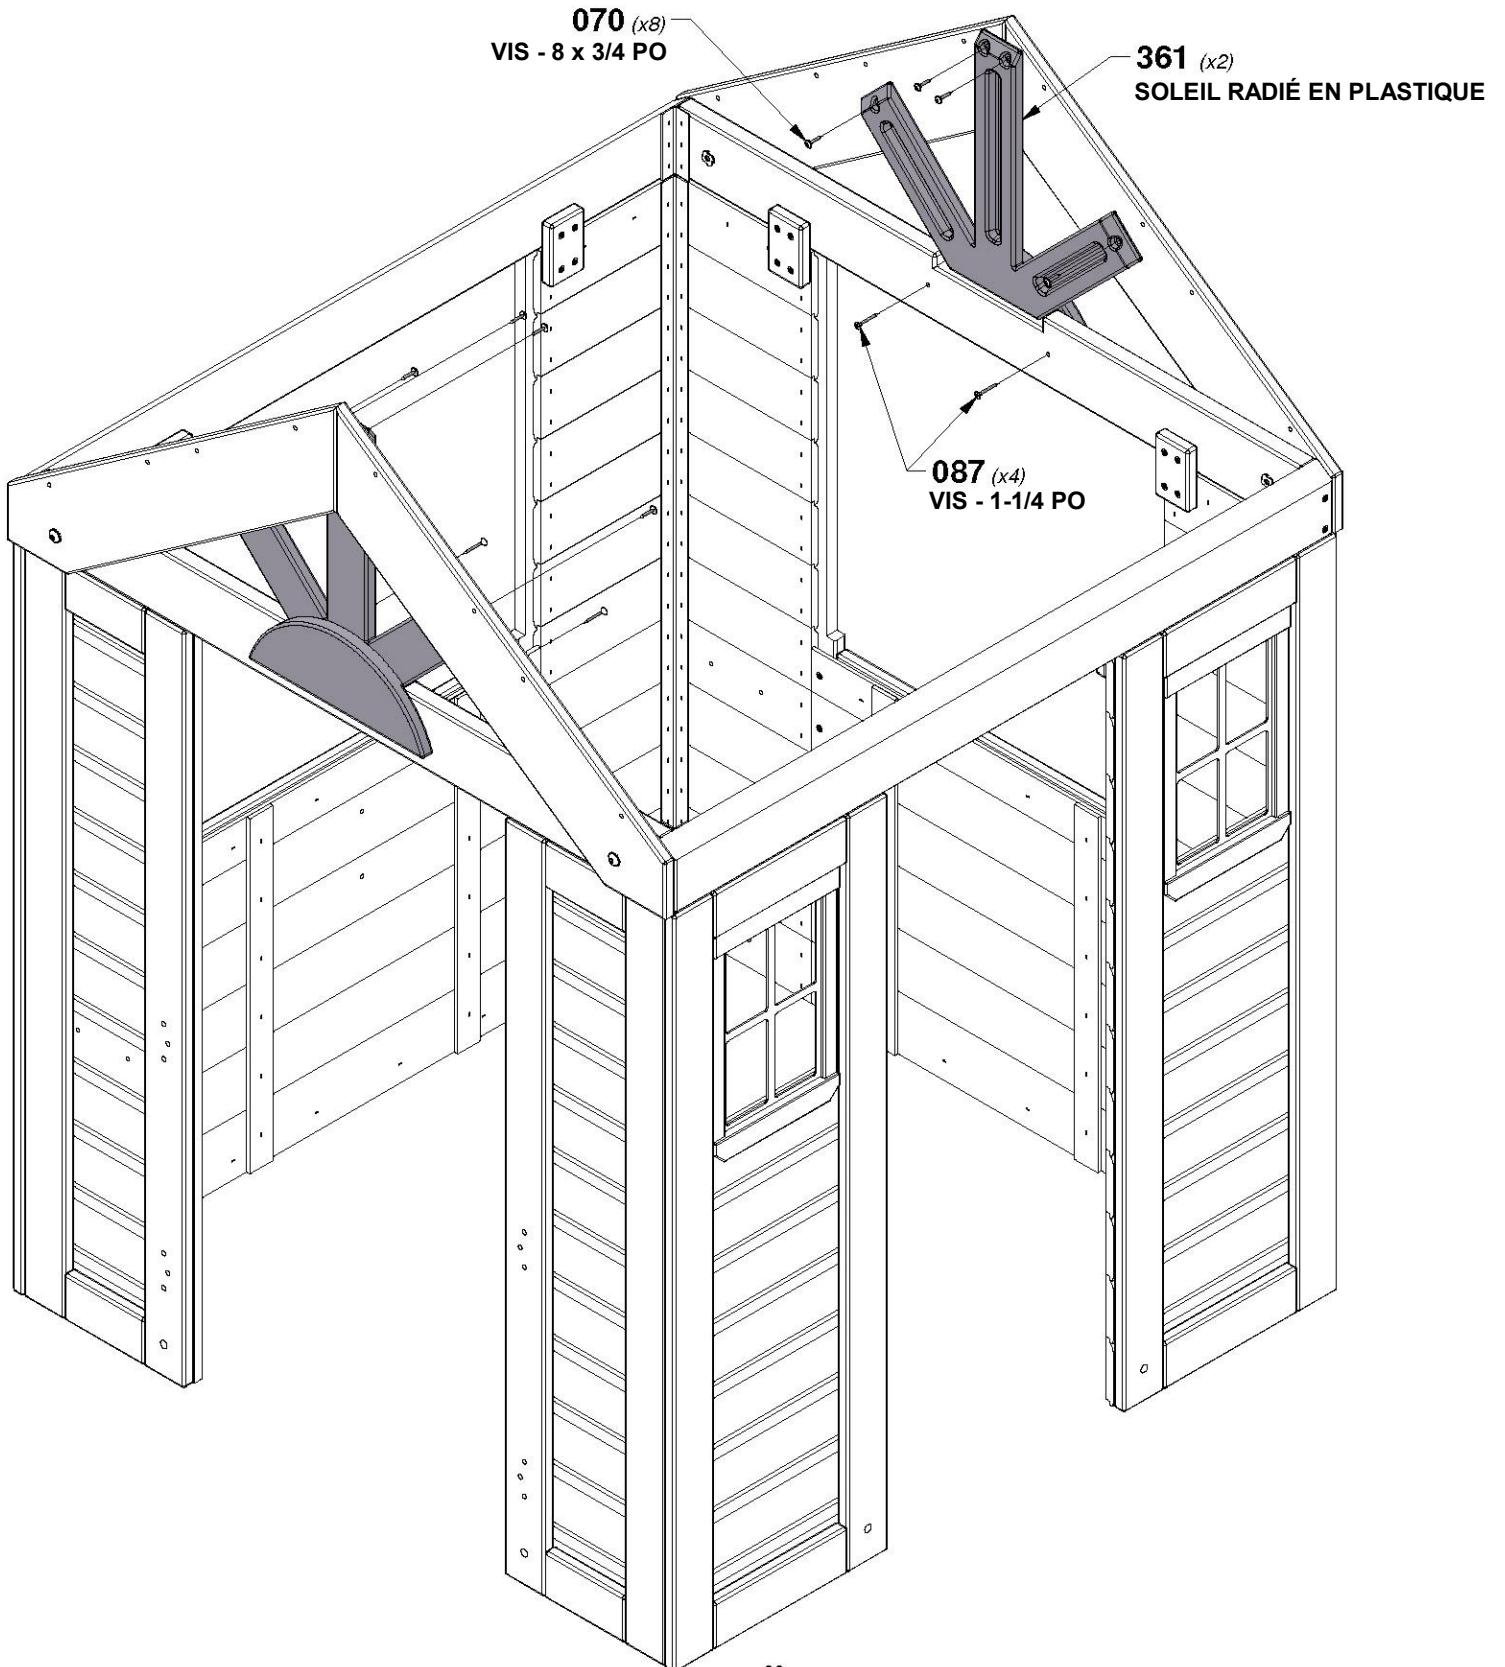 070 (x8)
VIS - 8 x 3/4 PO
361 (x2)
SOLEIL RADIÉ EN PLASTIQUE
087 (x4)
VIS - 1-1/4 PO